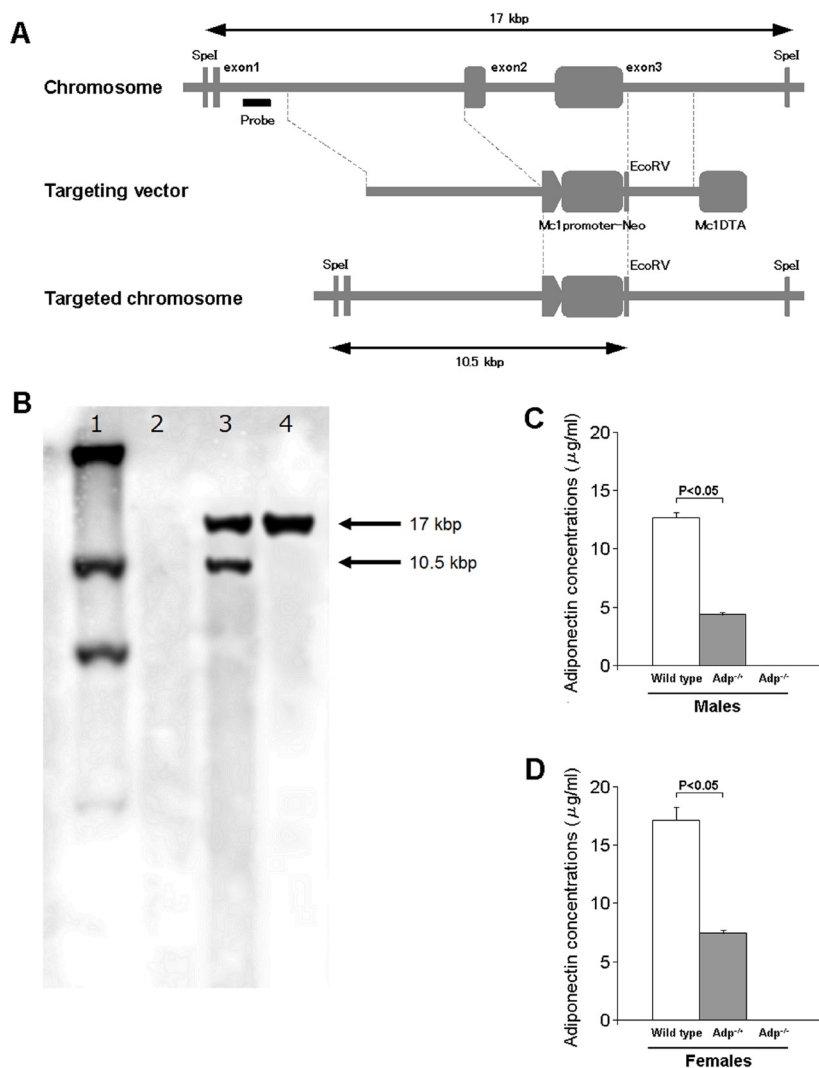 A
17 kbp
SpeI
exon1
exon2
exon3
SpeI
Chromosome
Probe
EcoRV
Targeting vector
Mc1promoter-Neo
Mc1DTA
SpeI
EcoRV
SpeI
Targeted chromosome
10.5 kbp
B
1 2 3 4
17 kbp
10.5 kbp
C
Adiponectin concentrations (μg/ml)
20
15
10
5
0
P<0.05
Wild type Adp-/+ Adp-/-
Males
D
Adiponectin concentrations (μg/ml)
20
15
10
5
0
P<0.05
Wild type Adp-/+ Adp-/-
Females